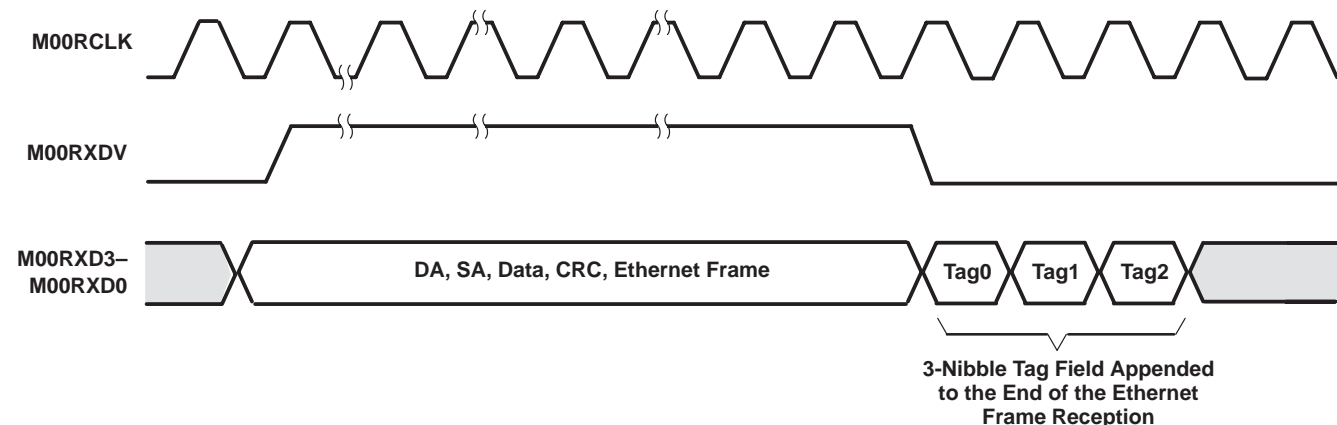 M00RCLK
M00RXDV
M00RXD3–
M00RXD0
DA, SA, Data, CRC, Ethernet Frame
Tag0
Tag1
Tag2
3-Nibble Tag Field Appended
to the End of the Ethernet
Frame Reception